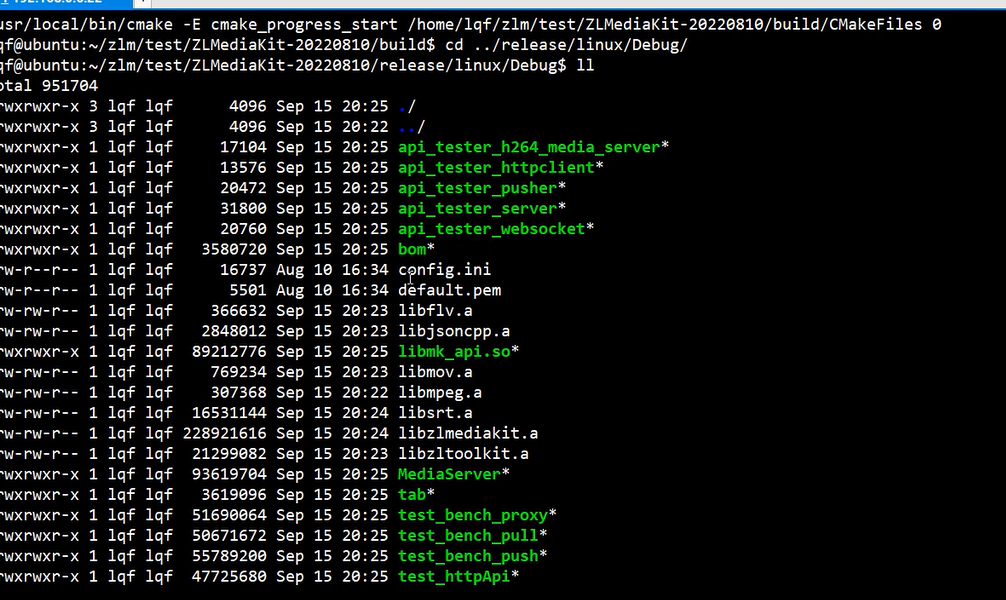 usr/local/bin/cmake -E cmake_progress_start /home/lqf/zlm/test/ZLMediaKit-20220810/build/CMakeFiles 0
qf@ubuntu:~/zlm/test/ZLMediaKit-20220810/build$ cd ../release/linux/Debug/
qf@ubuntu:~/zlm/test/ZLMediaKit-20220810/release/linux/Debug$ ll
otal 951704
rwxrwxr-x 3 lqf lqf 4096 Sep 15 20:25 ./
rwxrwxr-x 3 lqf lqf 4096 Sep 15 20:22 ../
rwxrwxr-x 1 lqf lqf 17104 Sep 15 20:25 api_tester_h264_media_server*
rwxrwxr-x 1 lqf lqf 13576 Sep 15 20:25 api_tester_httpclient*
rwxrwxr-x 1 lqf lqf 20472 Sep 15 20:25 api_tester_pusher*
rwxrwxr-x 1 lqf lqf 31800 Sep 15 20:25 api_tester_server*
rwxrwxr-x 1 lqf lqf 20760 Sep 15 20:25 api_tester_websocket*
rwxrwxr-x 1 lqf lqf 3580720 Sep 15 20:25 bom*
rw-r--r-- 1 lqf lqf 16737 Aug 10 16:34 config.ini
rw-r--r-- 1 lqf lqf 5501 Aug 10 16:34 default.pem
rw-rw-r-- 1 lqf lqf 366632 Sep 15 20:23 libflv.a
rw-rw-r-- 1 lqf lqf 2848012 Sep 15 20:23 libjsoncpp.a
rwxrwxr-x 1 lqf lqf 89212776 Sep 15 20:25 libmk_api.so*
rw-rw-r-- 1 lqf lqf 769234 Sep 15 20:23 libmov.a
rw-rw-r-- 1 lqf lqf 307368 Sep 15 20:22 libmpeg.a
rw-rw-r-- 1 lqf lqf 16531144 Sep 15 20:24 libsrt.a
rw-rw-r-- 1 lqf lqf 228921616 Sep 15 20:24 libzlmediakit.a
rw-rw-r-- 1 lqf lqf 21299082 Sep 15 20:23 libzltoolkit.a
rwxrwxr-x 1 lqf lqf 93619704 Sep 15 20:25 MediaServer*
rwxrwxr-x 1 lqf lqf 3619096 Sep 15 20:25 tab*
rwxrwxr-x 1 lqf lqf 51690064 Sep 15 20:25 test_bench_proxy*
rwxrwxr-x 1 lqf lqf 50671672 Sep 15 20:25 test_bench_pull*
rwxrwxr-x 1 lqf lqf 55789200 Sep 15 20:25 test_bench_push*
rwxrwxr-x 1 lqf lqf 47725680 Sep 15 20:25 test_httpApi*